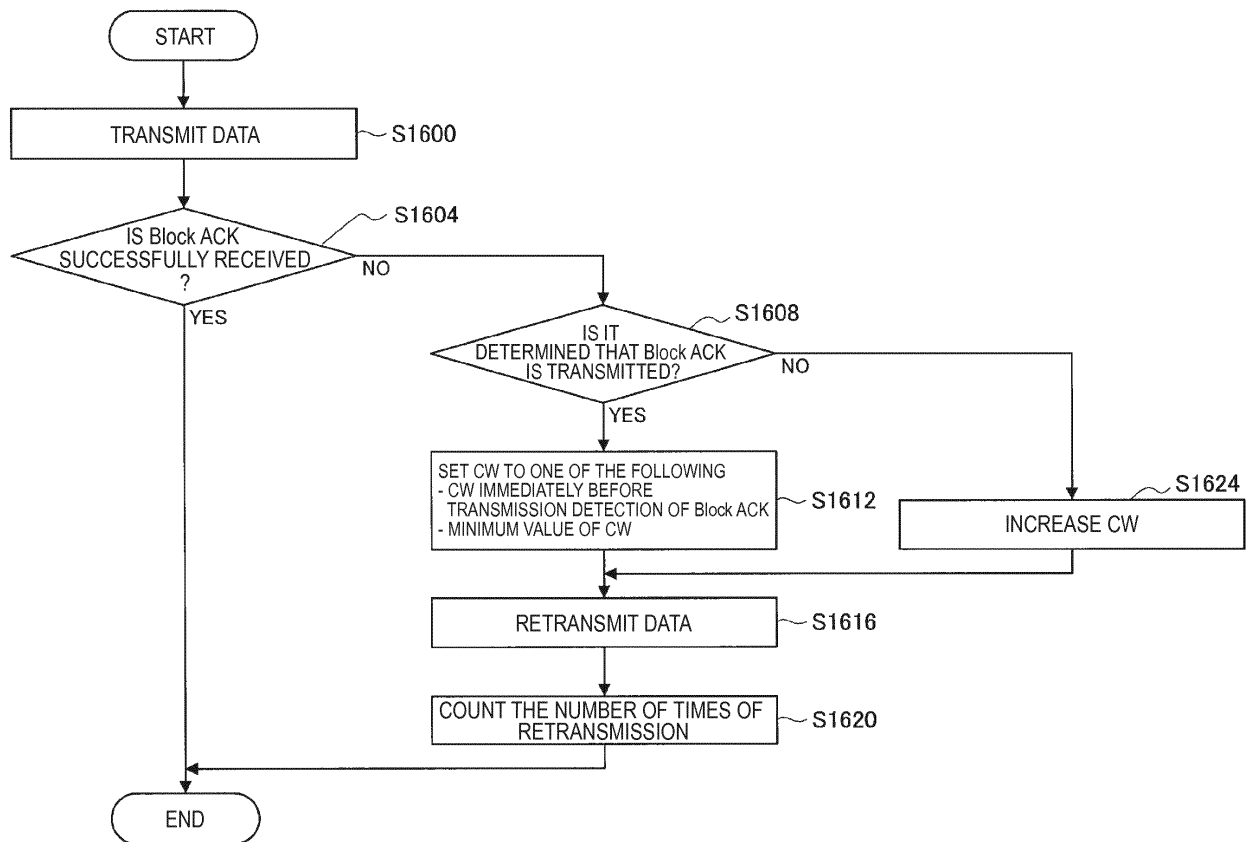 START
TRANSMIT DATA
S1600
IS Block ACK
SUCCESSFULLY RECEIVED
?
S1604
NO
YES
IS IT
DETERMINED THAT Block ACK
IS TRANSMITTED?
S1608
NO
YES
SET CW TO ONE OF THE FOLLOWING
- CW IMMEDIATELY BEFORE
TRANSMISSION DETECTION OF Block ACK
- MINIMUM VALUE OF CW
S1612
S1624
INCREASE CW
RETRANSMIT DATA
S1616
COUNT THE NUMBER OF TIMES OF
RETRANSMISSION
S1620
END